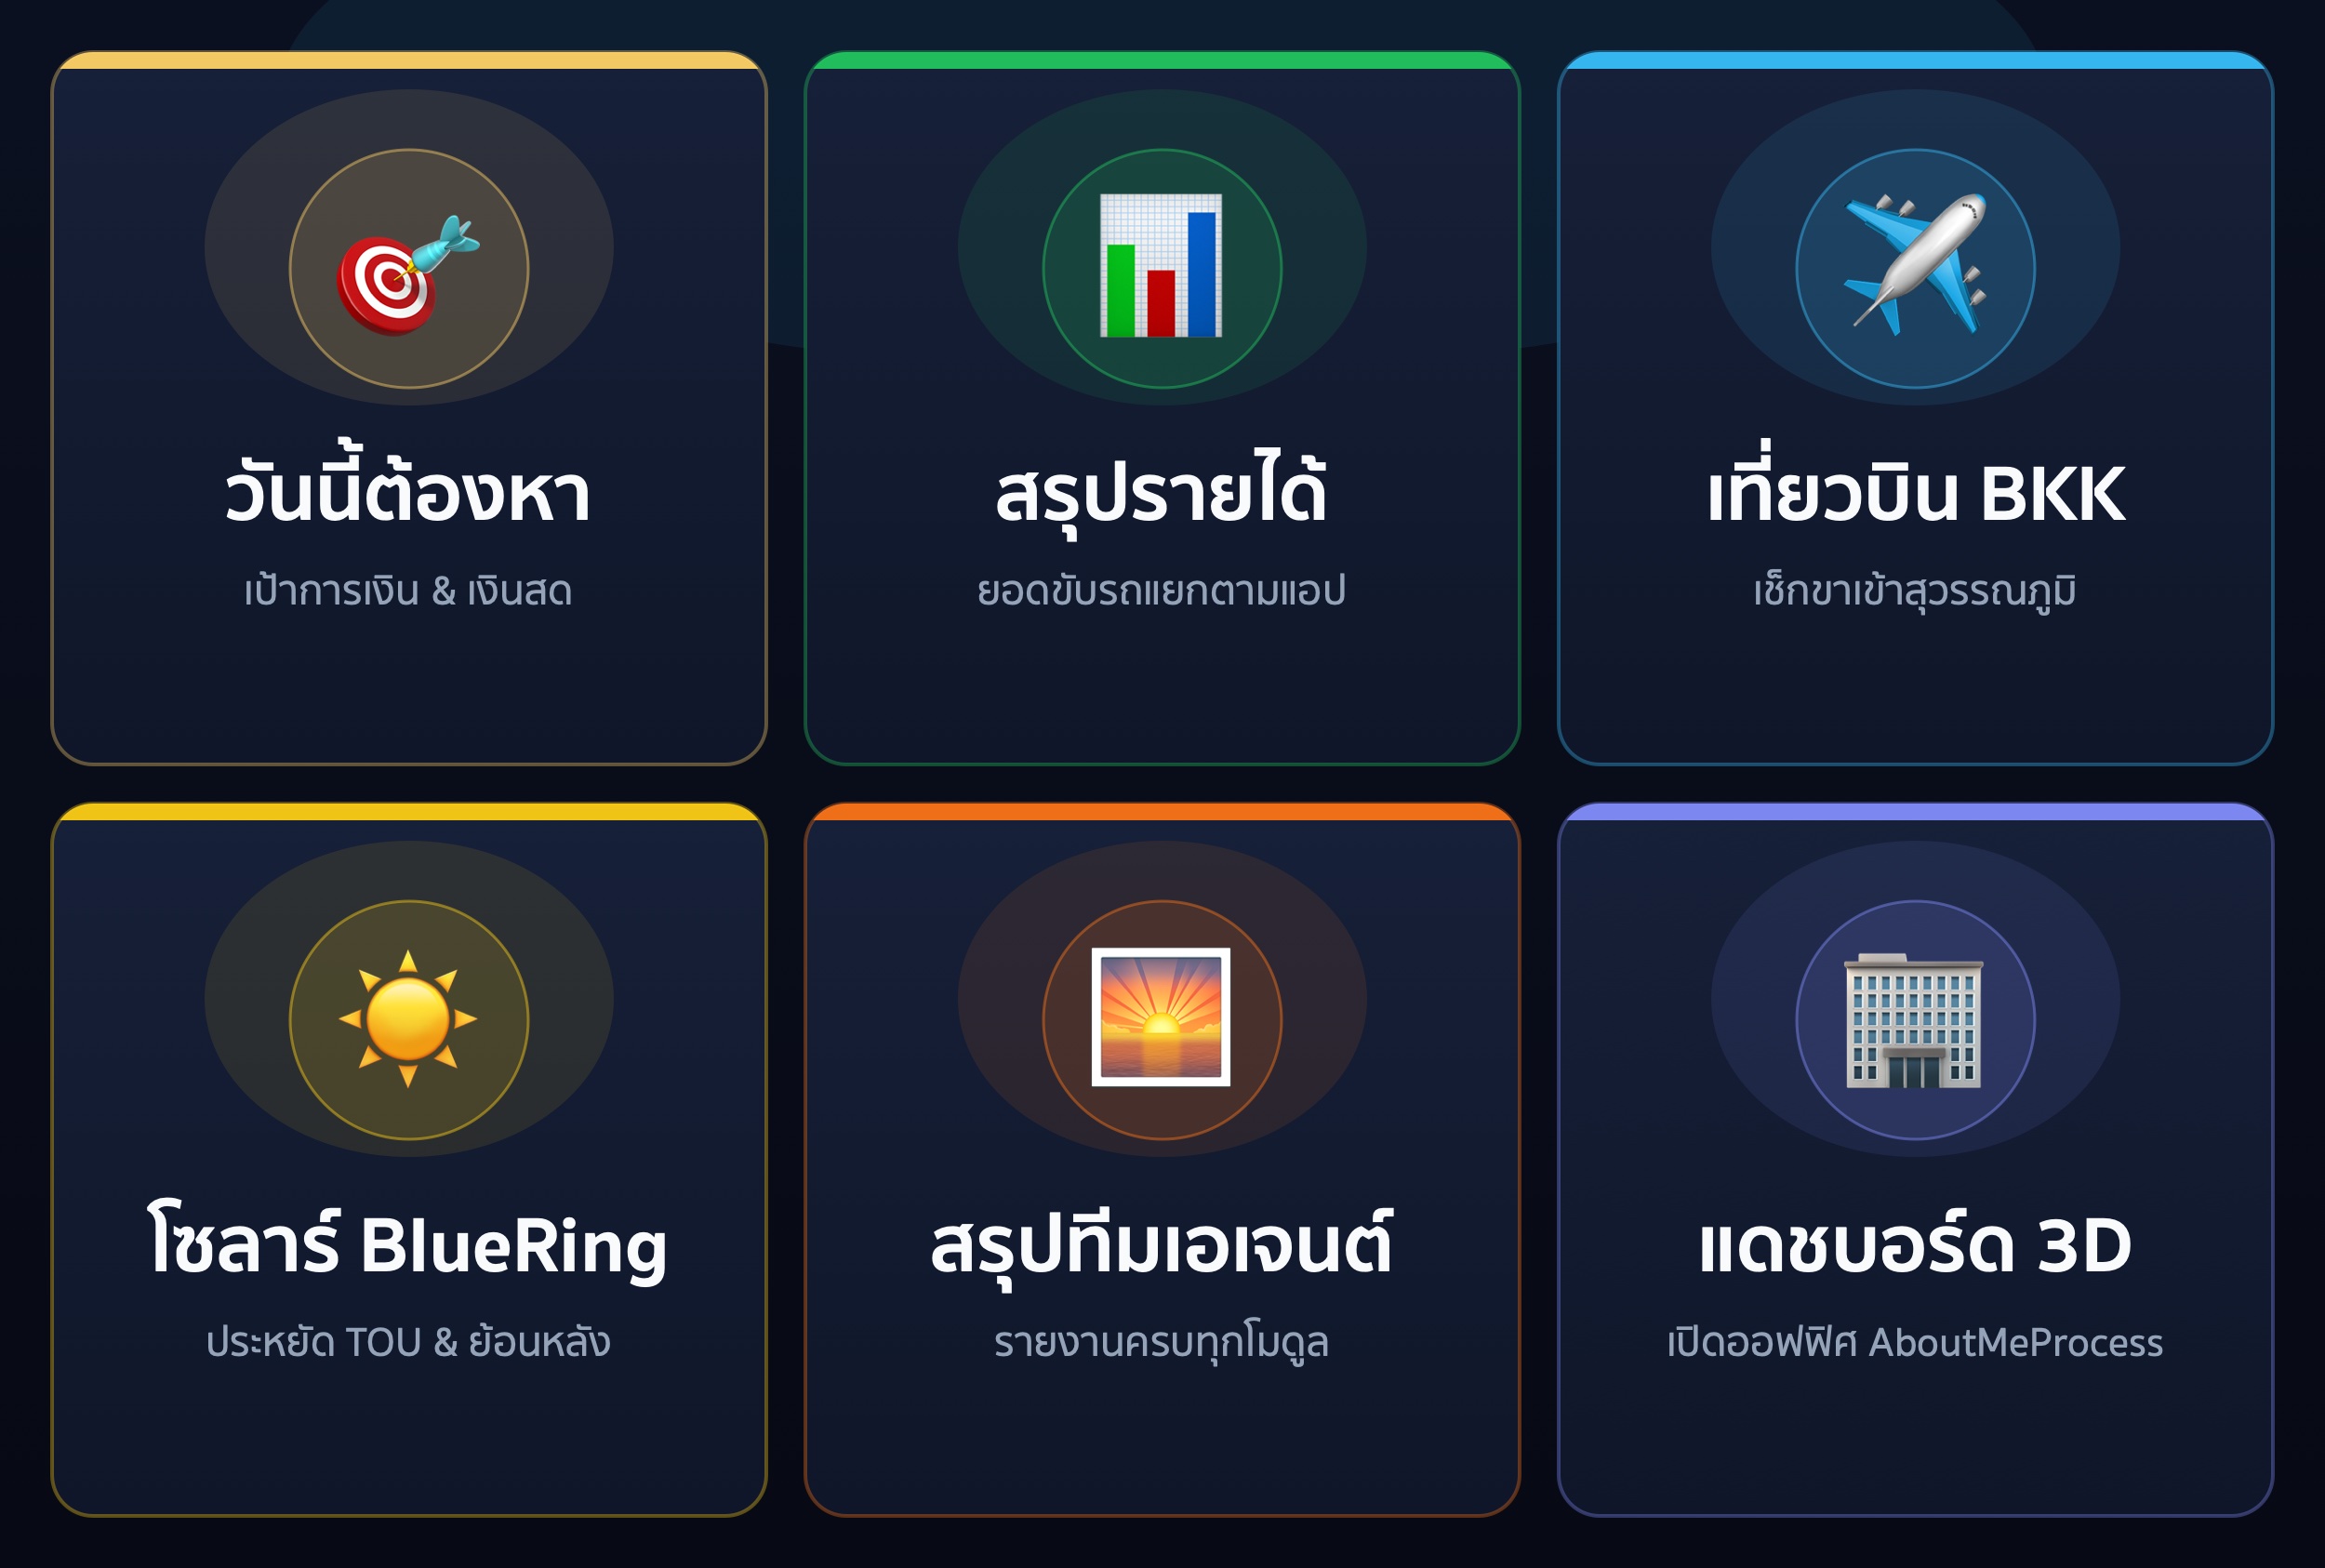 วันนี้ต้องหา
เป้าการเงิน & เงินสด
สรุปรายได้
ยอดขับรถแยกตามแอป
เที่ยวบิน BKK
เช็กขาเข้าสุวรรณภูมิ
โซลาร์ BlueRing
ประหยัด TOU & ย้อนหลัง
สรุปทีมเอเจนต์
รายงานครบทุกโมดูล
แดชบอร์ด 3D
เปิดออฟฟิศ AboutMeProcess